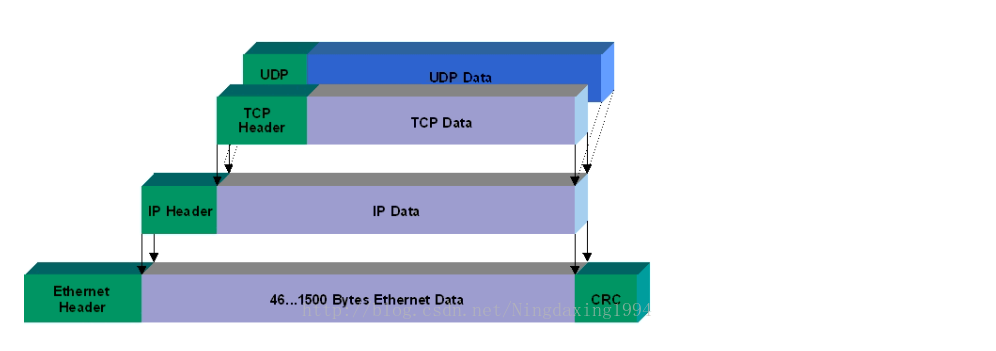 UDP
UDP Data
TCP
Header
TCP Data
IP Header
IP Data
Ethernet
Header
46...1500 Bytes Ethernet Data
CRC
http://blog.csdn.net/Ningdaxing1994